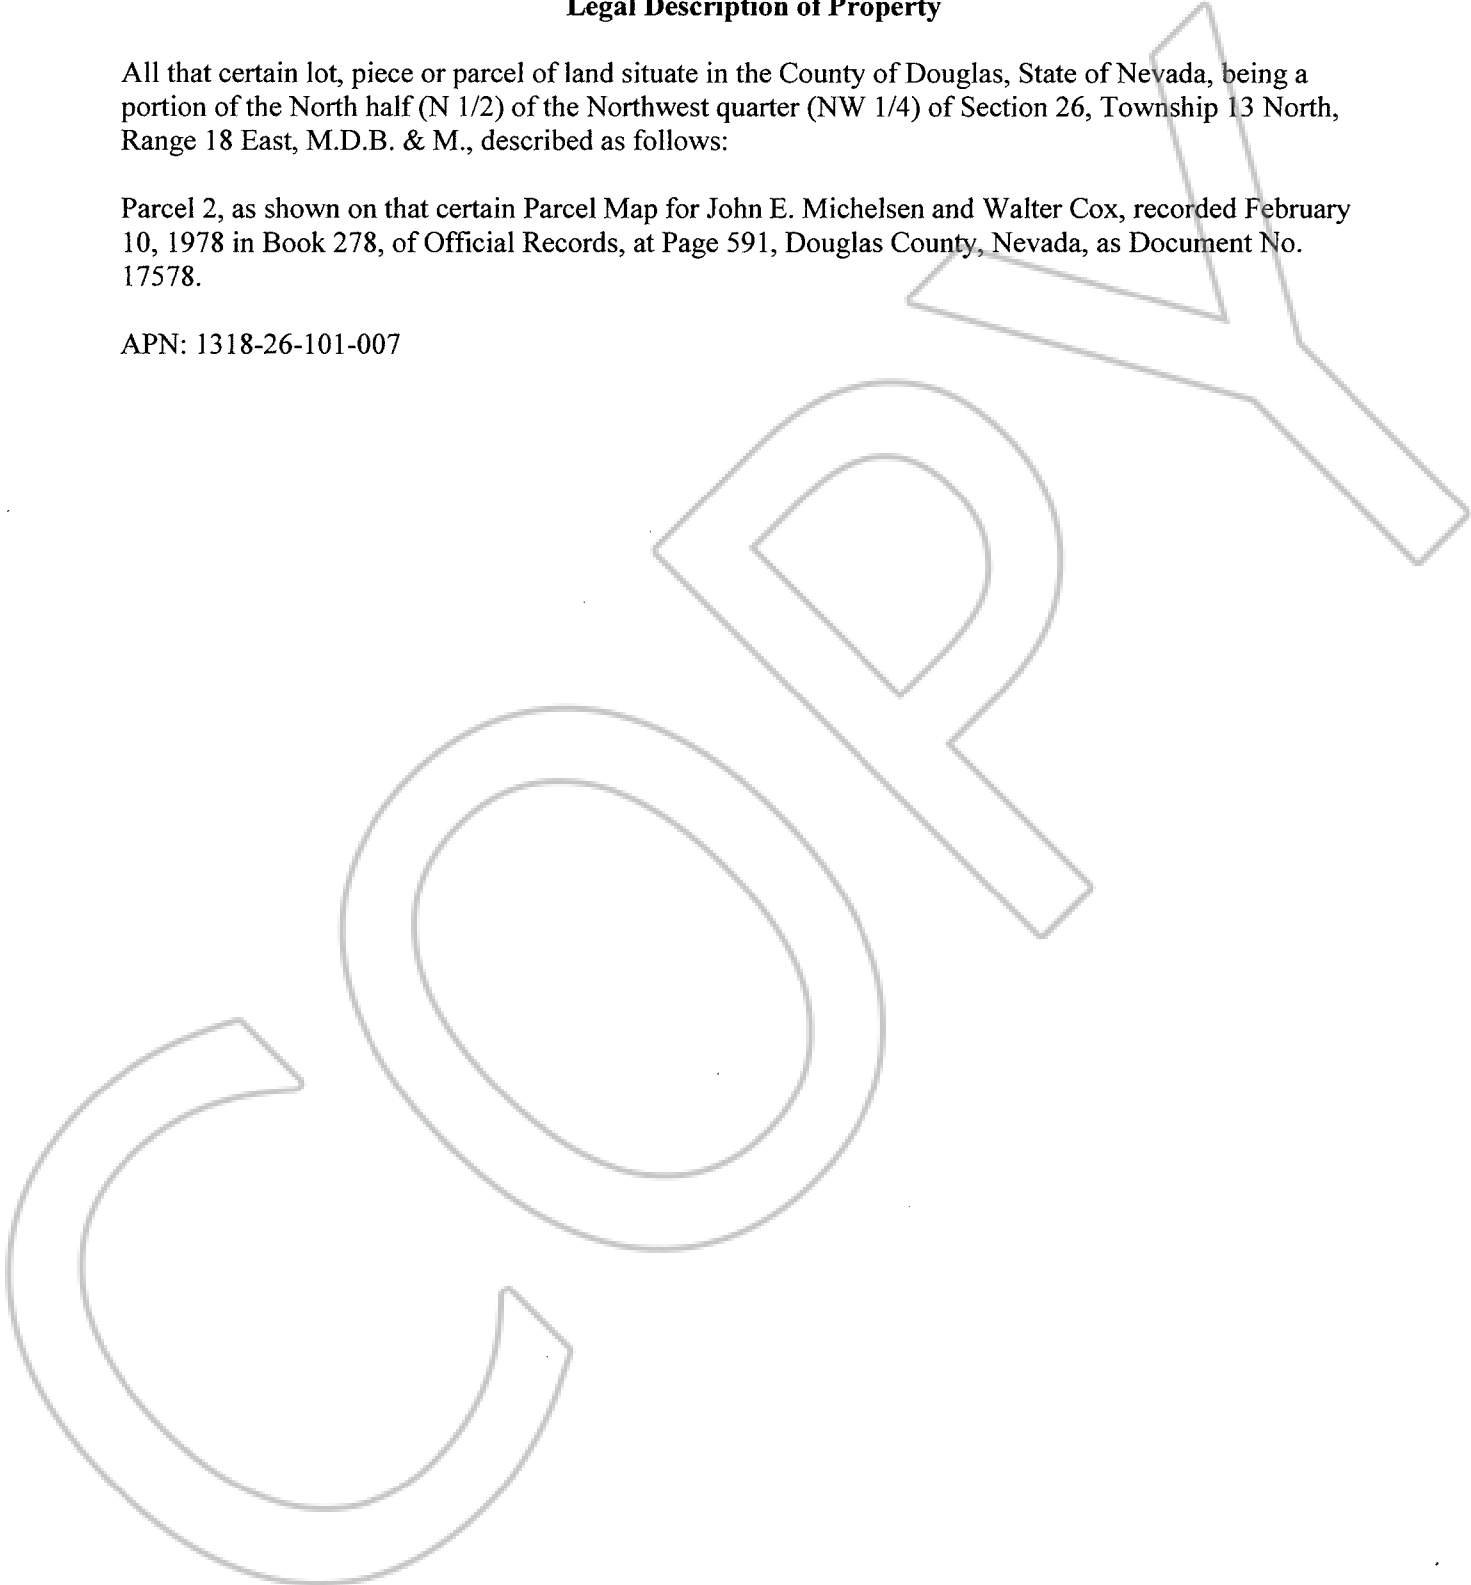 Legal Description of Property
All that certain lot, piece or parcel of land situate in the County of Douglas, State of Nevada, being a
portion of the North half (N 1/2) of the Northwest quarter (NW 1/4) of Section 26, Township 13 North,
Range 18 East, M.D.B. & M., described as follows:
Parcel 2, as shown on that certain Parcel Map for John E. Michelsen and Walter Cox, recorded February
10, 1978 in Book 278, of Official Records, at Page 591, Douglas County, Nevada, as Document No.
17578.
APN: 1318-26-101-007
COPY